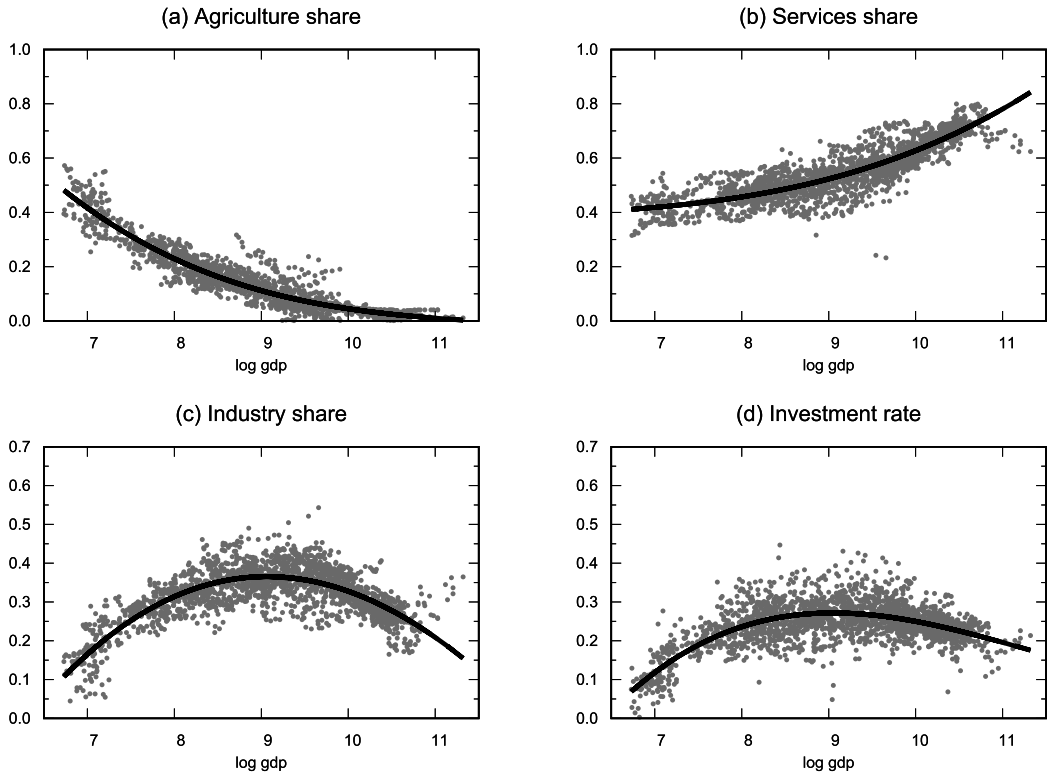 (a) Agriculture share
1.0
0.8
0.6
0.4
0.2
0.0
7 8 9 10 11
log gdp
(b) Services share
1.0
0.8
0.6
0.4
0.2
0.0
7 8 9 10 11
log gdp
(c) Industry share
0.7
0.6
0.5
0.4
0.3
0.2
0.1
0.0
7 8 9 10 11
log gdp
(d) Investment rate
0.7
0.6
0.5
0.4
0.3
0.2
0.1
0.0
7 8 9 10 11
log gdp